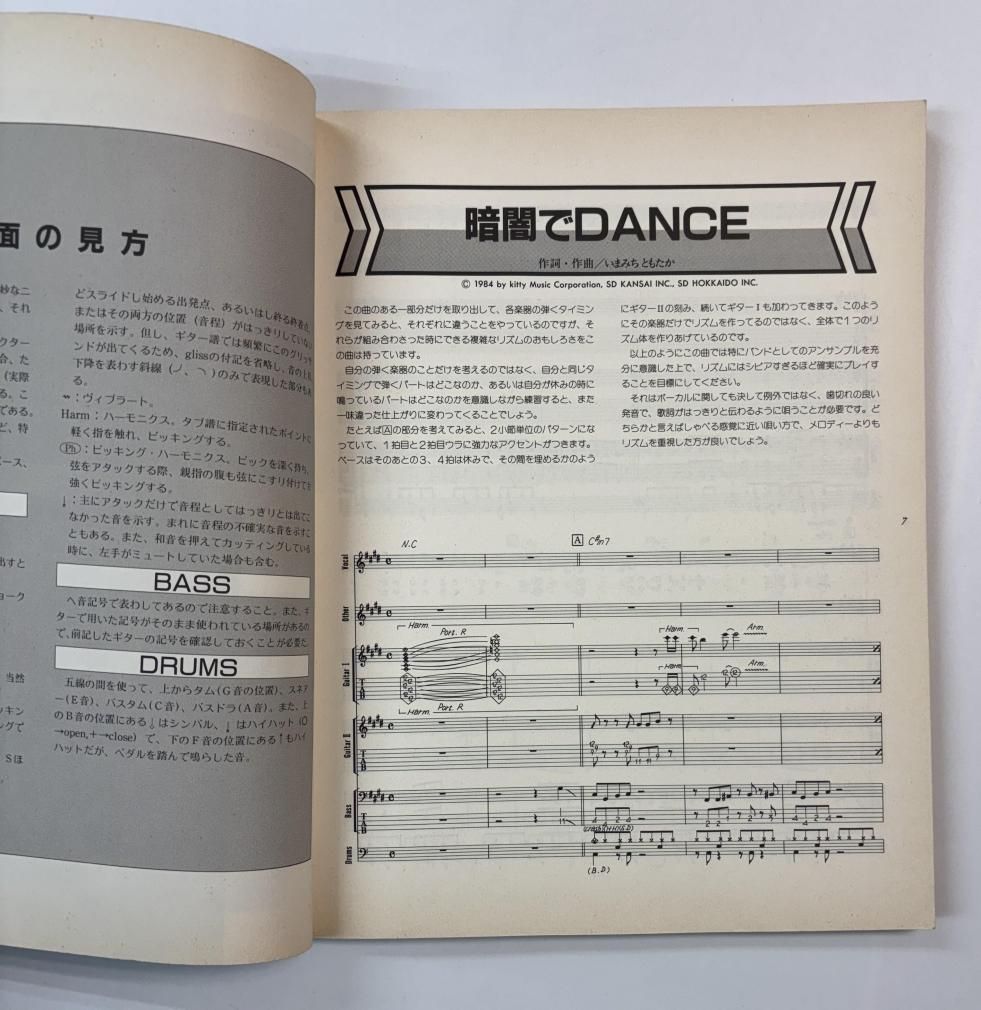 面の見方
妙な二
、それ
クター
合、た
(実際
る。こ
である。
ど、特
ベース、
出すと
ョーク
当然
ッキン
ングで
Sほ
どスライドし始める出発点、あるいはし終る終着点、
またはその両方の位置(音程)がはっきりしていない
場所を示す。但し、ギター譜では頻繁にこのグリッサ
ンドが出てくるため、glissの付記を省略し、音の上昇、
下降を表わす斜線(ノ、ヽ)のみで表現した部分もあ
る。
:ヴィブラート。
Harm:ハーモニクス。タブ譜に指定されたポイントに
軽く指を触れ、ピッキングする。
Ph:ピッキング・ハーモニクス。ピックを深く持ち、
弦をアタックする際、親指の腹も弦にこすり付けて
強くピッキングする。
↓:主にアタックだけで音程としてはっきりとは出てこ
なかった音を示す。まれに音程の不確実な音を示すこ
ともある。また、和音を押えてカッティングしている
時に、左手がミュートしていた場合も含む。
BASS
ヘ音記号で表わしてあるので注意すること。また、ギ
ターで用いた記号がそのまま使われている場所があるの
で、前記したギターの記号を確認しておくことが必要だ。
DRUMS
五線の間を使って、上からタム(G音の位置)、スネア
ー(E音)、バスタム(C音)、バスドラ(A音)。また、上
のB音の位置にある↓はシンバル、↓はハイハット(O
→open,+→close)で、下のF音の位置にある↑もハイ
ハットだが、ペダルを踏んで鳴らした音。
暗闇でDANCE
作詞・作曲/いまみちともたか
© 1984 by kitty Music Corporation, SD KANSAI INC., SD HOKKAIDO INC.
この曲のある一部分だけを取り出して、各楽器の弾くタイミン
グを見てみると、それぞれに違うことをやっているのですが、そ
れらが組み合わさった時にできる複雑なリズムのおもしろさをこ
の曲は持っています。
自分の弾く楽器のことだけを考えるのではなく、自分と同じタ
イミングで弾くパートはどこなのか、あるいは自分が休みの時に
鳴っているパートはどこなのかを意識しながら練習すると、また
一味違った仕上がりに変わってくることでしょう。
たとえばAの部分を考えてみると、2小節単位のパターンにな
っていて、1拍目と2拍目ウラに強力なアクセントがつきます。
ベースはそのあとの3、4拍は休みで、その間を埋めるかのよう
にギターIIの刻み、続いてギターIも加わってきます。このよう
にその楽器だけでリズムを作ってるのではなく、全体で1つのリ
ズム体を作りあげているのです。
以上のようにこの曲では特にバンドとしてのアンサンブルを充
分に意識した上で、リズムにはシビアすぎるほど確実にプレイす
ることを目標にしてください。
それはボーカルに関しても決して例外ではなく、歯切れの良い
発音で、歌詞がはっきりと伝わるように唄うことが必要です。ど
ちらかと言えばしゃべる感覚に近い唄い方で、メロディーよりも
リズムを重視した方が良いでしょう。
7
N.C
A C#m7
Vocal
Other
Harm.
Port. R
Harm.
Arm.
Guitar I
Harm.
Arm.
Harm. Port. R
Guitar II
Bass
Drums
(B.D)